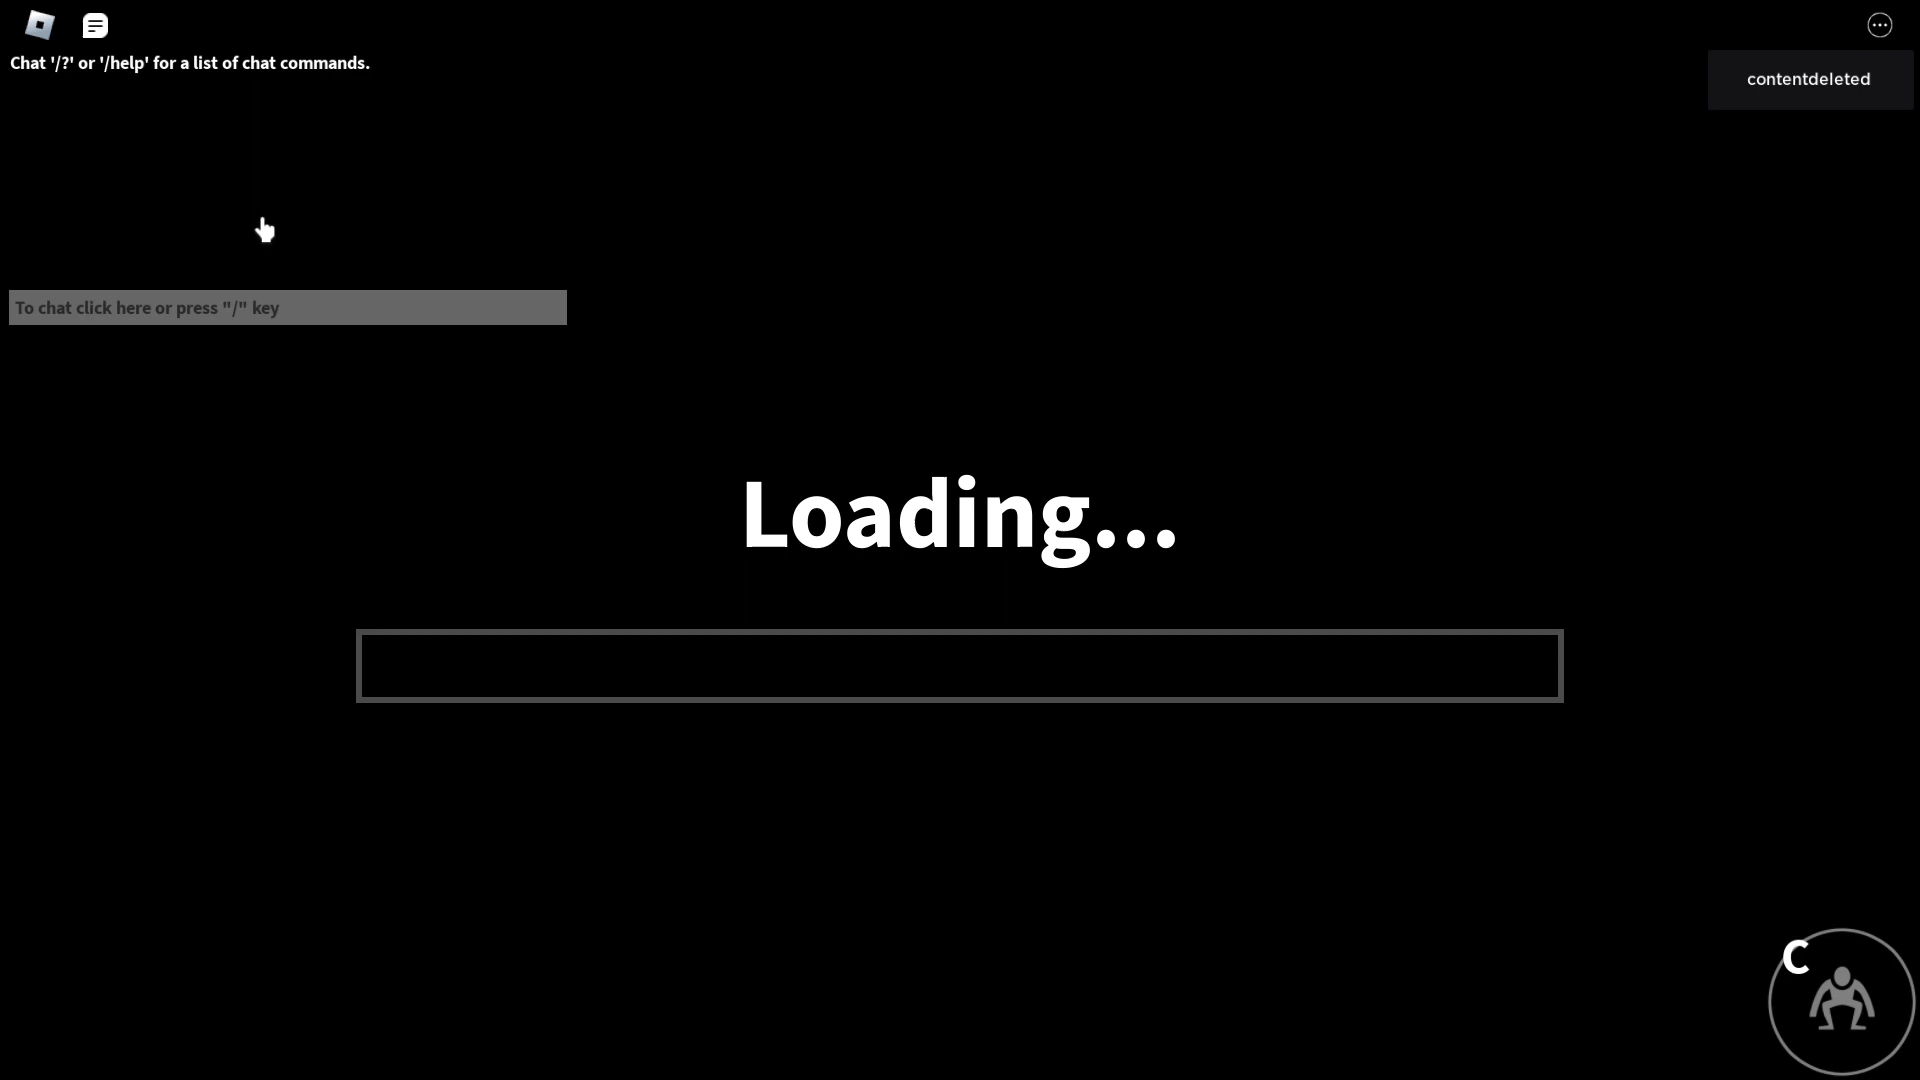 Chat '/?' or '/help' for a list of chat commands.
contentdeleted
To chat click here or press "/" key
Loading...
C